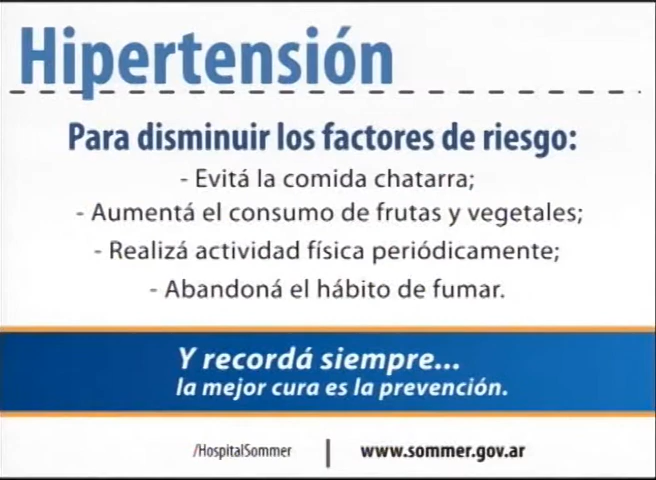 Hipertensión
Para disminuir los factores de riesgo:
- Evitá la comida chatarra;
- Aumentá el consumo de frutas y vegetales;
- Realizá actividad física periódicamente;
- Abandoná el hábito de fumar.
Y recordá siempre...
la mejor cura es la prevención.
/HospitalSommer | www.sommer.gov.ar